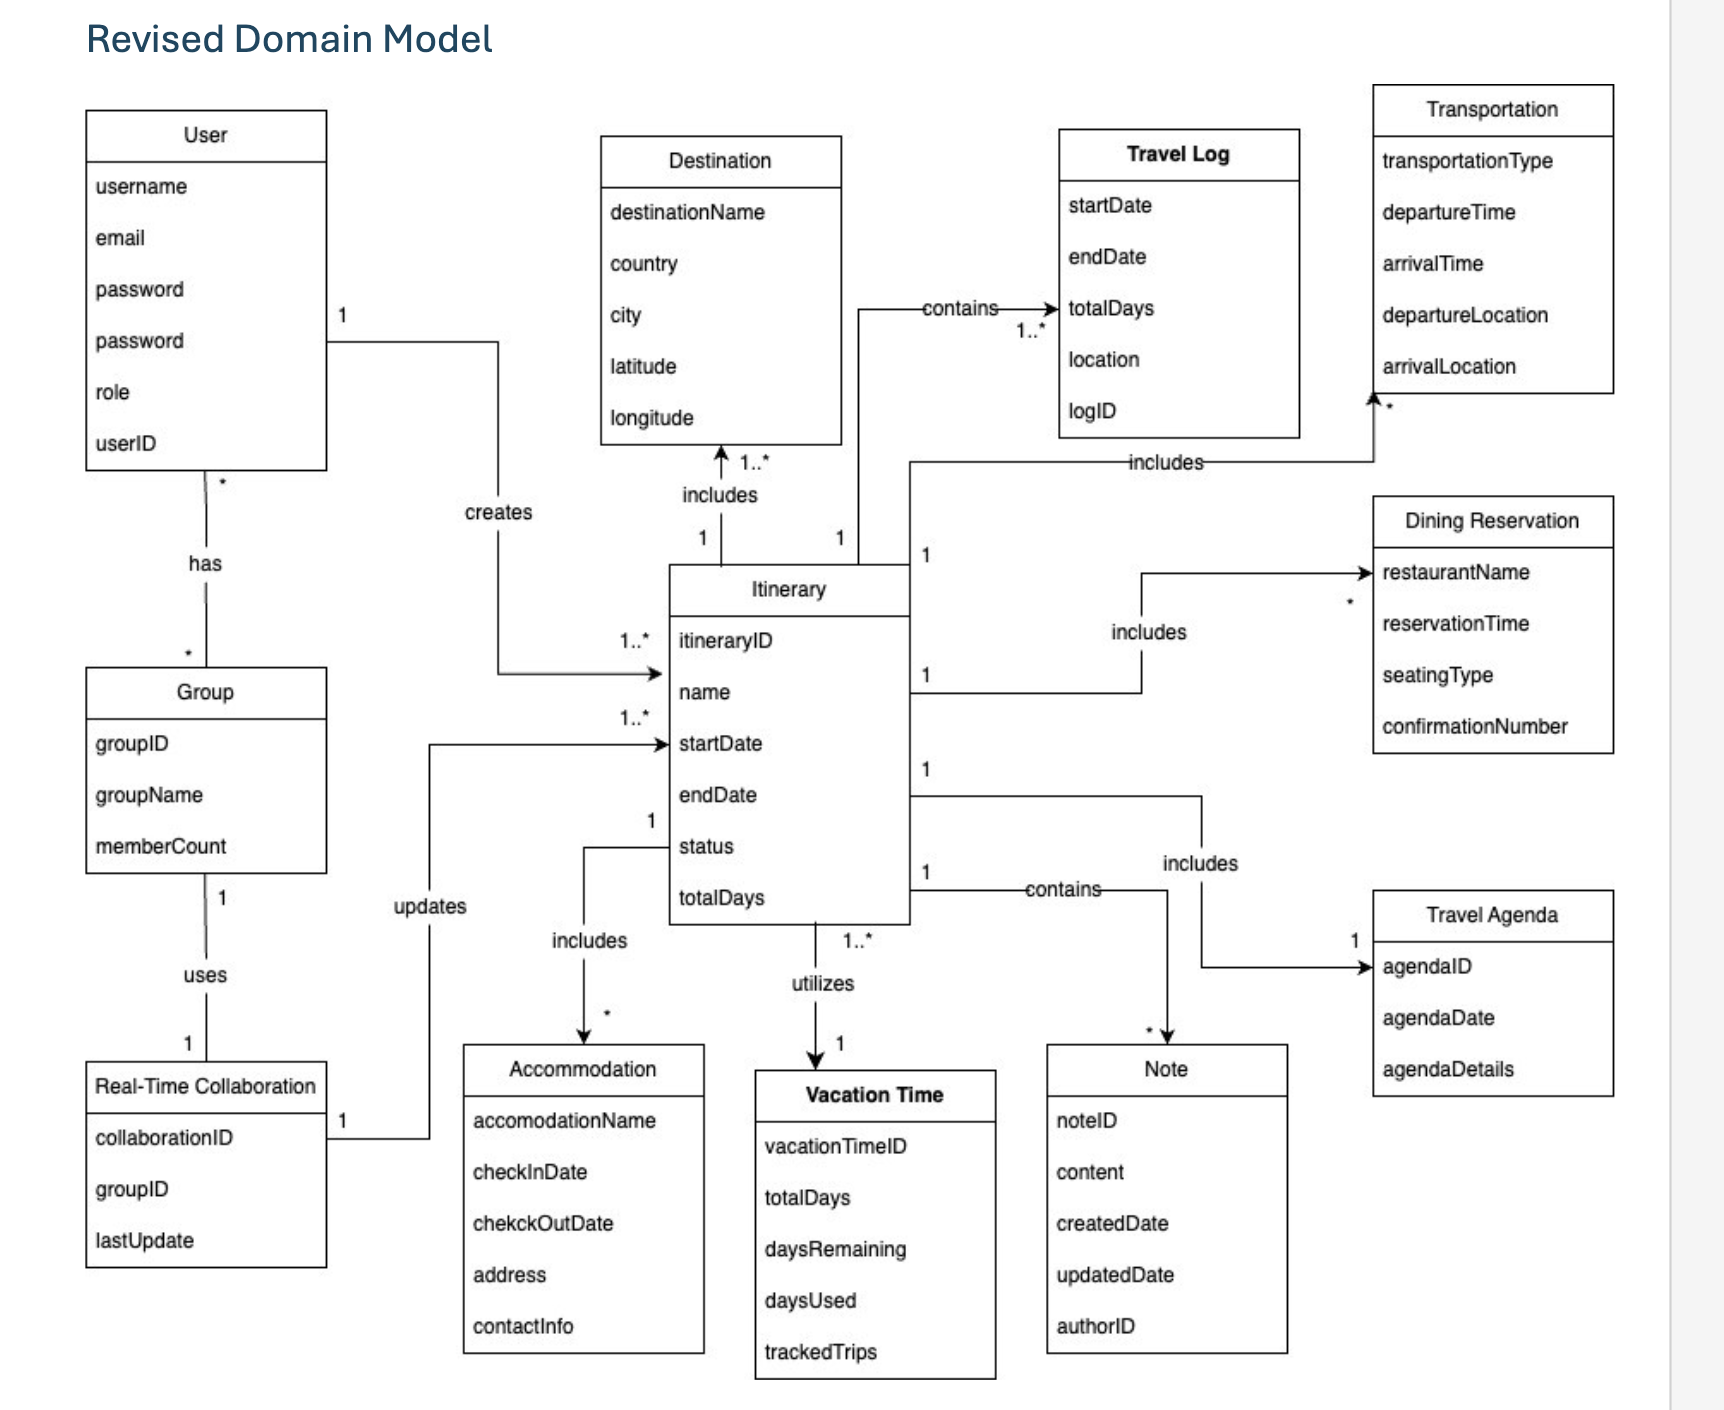 Revised Domain Model
User
username
email
password
password
role
userID
1
*
has
*
Group
groupID
groupName
memberCount
1
uses
1
Real-Time Collaboration
collaborationID
groupID
lastUpdate
1
updates
1..*
creates
1..*
Destination
destinationName
country
city
latitude
longitude
1..*
includes
1
Travel Log
startDate
endDate
totalDays
location
logID
contains
1..*
1
Transportation
transportationType
departureTime
arrivalTime
departureLocation
arrivalLocation
*
includes
1
Itinerary
itineraryID
name
startDate
endDate
status
totalDays
Dining Reservation
restaurantName
reservationTime
seatingType
confirmationNumber
*
includes
1
1
includes
1
Travel Agenda
agendaID
agendaDate
agendaDetails
1
contains
*
Note
noteID
content
createdDate
updatedDate
authorID
1
includes
*
Accommodation
accomodationName
checkInDate
chekckOutDate
address
contactInfo
1..*
utilizes
1
Vacation Time
vacationTimeID
totalDays
daysRemaining
daysUsed
trackedTrips